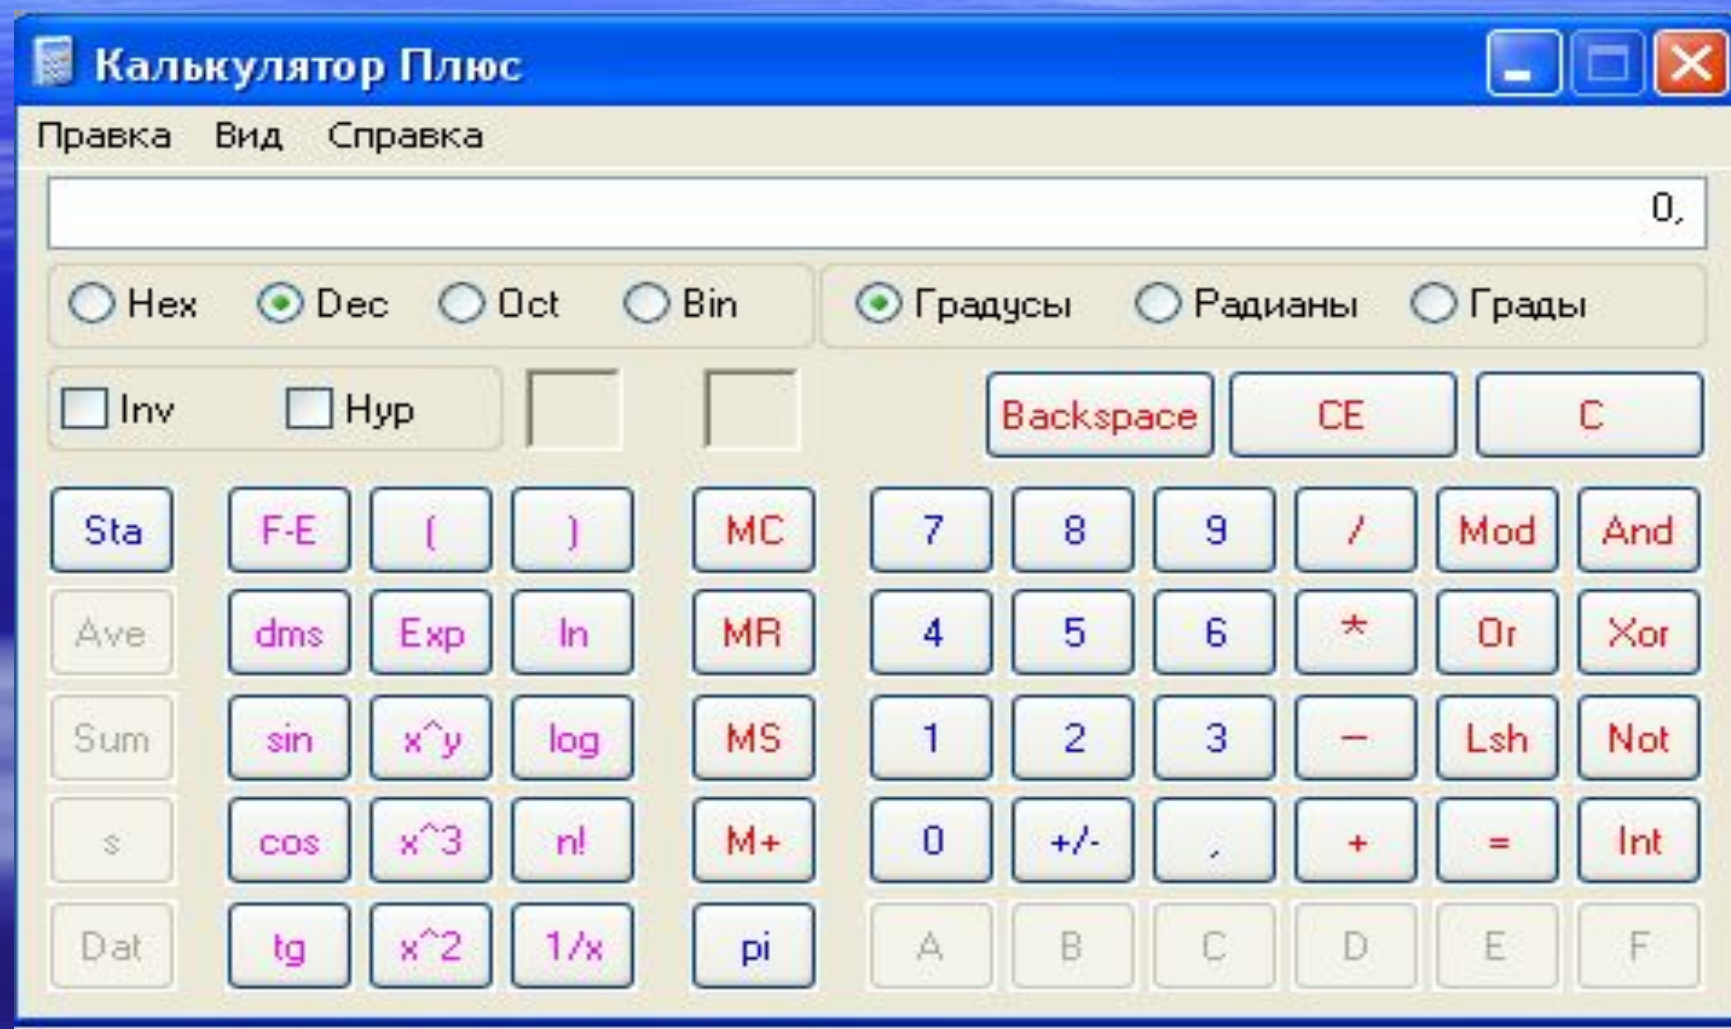 Калькулятор Плюс
Правка Вид Справка
0,
Hex Dec Oct Bin Градусы Радианы Грады
Inv Hyp Backspace CE C
Sta F-E ( ) MC 7 8 9 / Mod And
Ave dms Exp ln MR 4 5 6 * Or Xor
Sum sin x^y log MS 1 2 3 - Lsh Not
s cos x^3 n! M+ 0 +/- , + = Int
Dat tg x^2 1/x pi A B C D E F